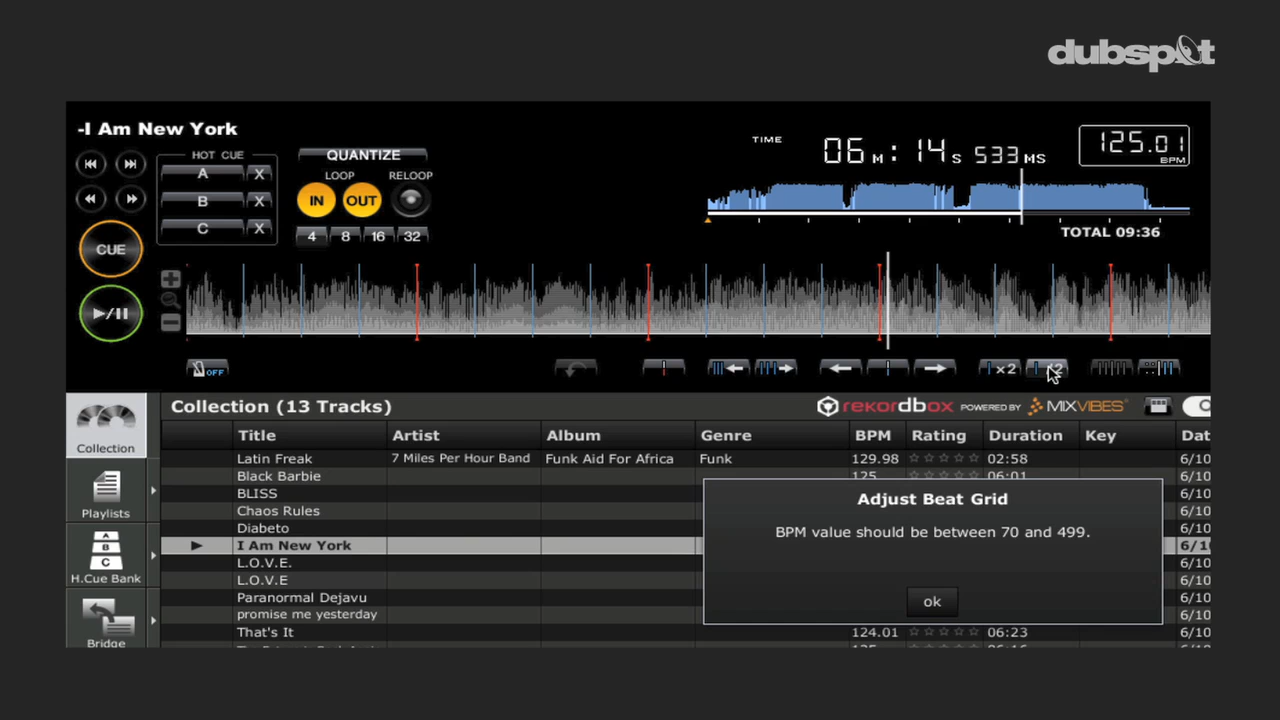 dubspot
-I Am New York
HOT CUE
A X
B X
C X
QUANTIZE
LOOP RELOOP
IN OUT
4 8 16 32
CUE
TIME 06 M: 14 S 533 MS
125.01
BPM
TOTAL 09:36
OFF
x2
Collection (13 Tracks)
rekordbox POWERED BY MIXVIBES
Title Artist Album Genre BPM Rating Duration Key Dat
Latin Freak 7 Miles Per Hour Band Funk Aid For Africa Funk 129.98 02:58 6/10
Black Barbie 125 06:01 6/10
BLISS 6/10
Chaos Rules 6/10
Diabeto 6/10
I Am New York 6/10
L.O.V.E. 6/10
L.O.V.E 6/10
Paranormal Dejavu 6/10
promise me yesterday 6/10
That's It 124.01 06:23 6/10
Collection
Playlists
A
B
C
H.Cue Bank
Bridge
Adjust Beat Grid
BPM value should be between 70 and 499.
ok